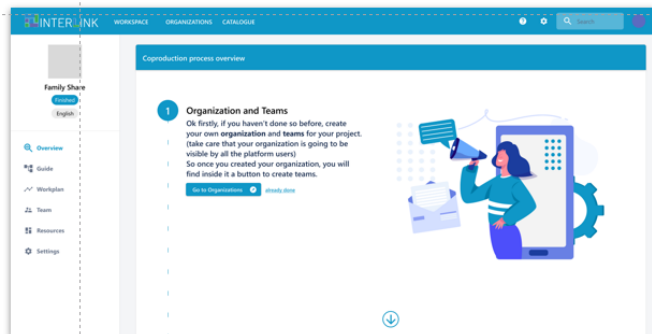 INTERLINK WORKSPACE ORGANIZATIONS CATALOGUE ? Search
Family Share
Finished
English
Overview
Guide
Workplan
Team
Resources
Settings
Coproduction process overview
1 Organization and Teams
Ok firstly, if you haven't done so before, create
your own organization and teams for your project.
(take care that your organization is going to be
visible by all the platform users)
So once you created your organization, you will
find inside it a button to create teams.
Go to Organizations already done